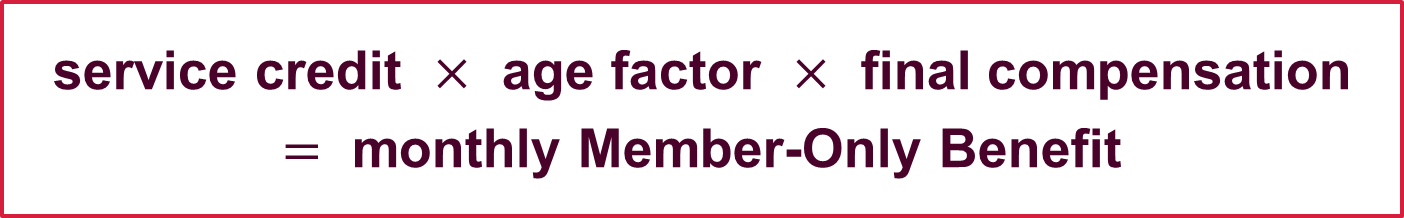 service credit × age factor × final compensation
= monthly Member-Only Benefit